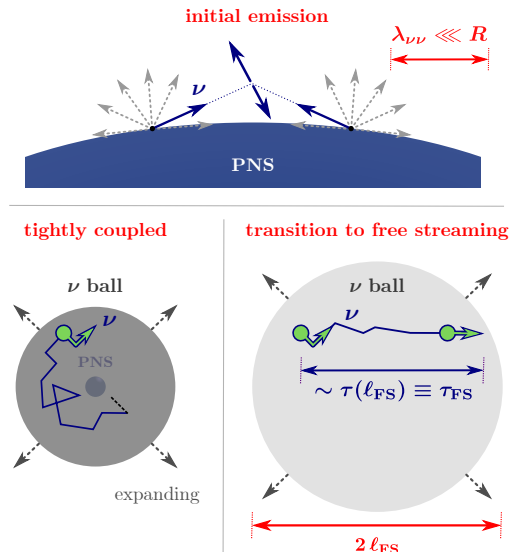 initial emission
λνν ⋘ R
ν
PNS
tightly coupled
transition to free streaming
ν ball
ν ball
ν
ν
PNS
∼ τ(ℓFS) ≡ τFS
expanding
2 ℓFS